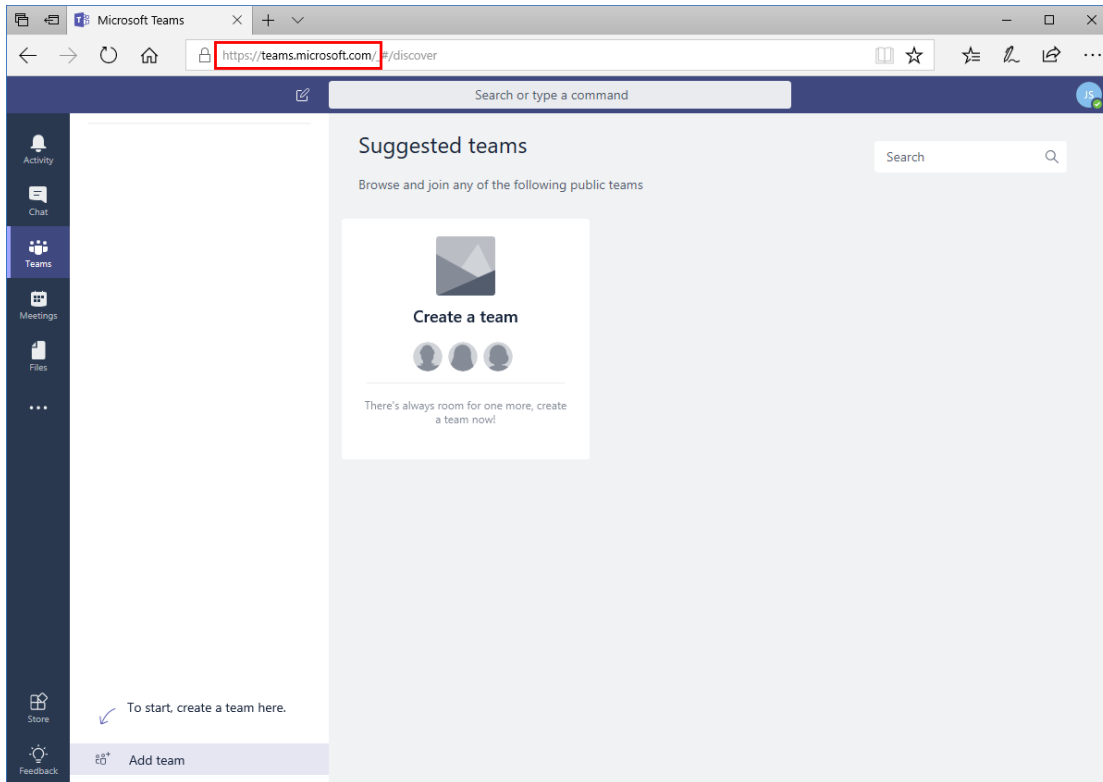 Microsoft Teams
https://teams.microsoft.com/_#/discover
Search or type a command
JS
Activity
Chat
Teams
Meetings
Files
Store
Feedback
To start, create a team here.
Add team
Suggested teams
Search
Browse and join any of the following public teams
Create a team
There's always room for one more, create
a team now!